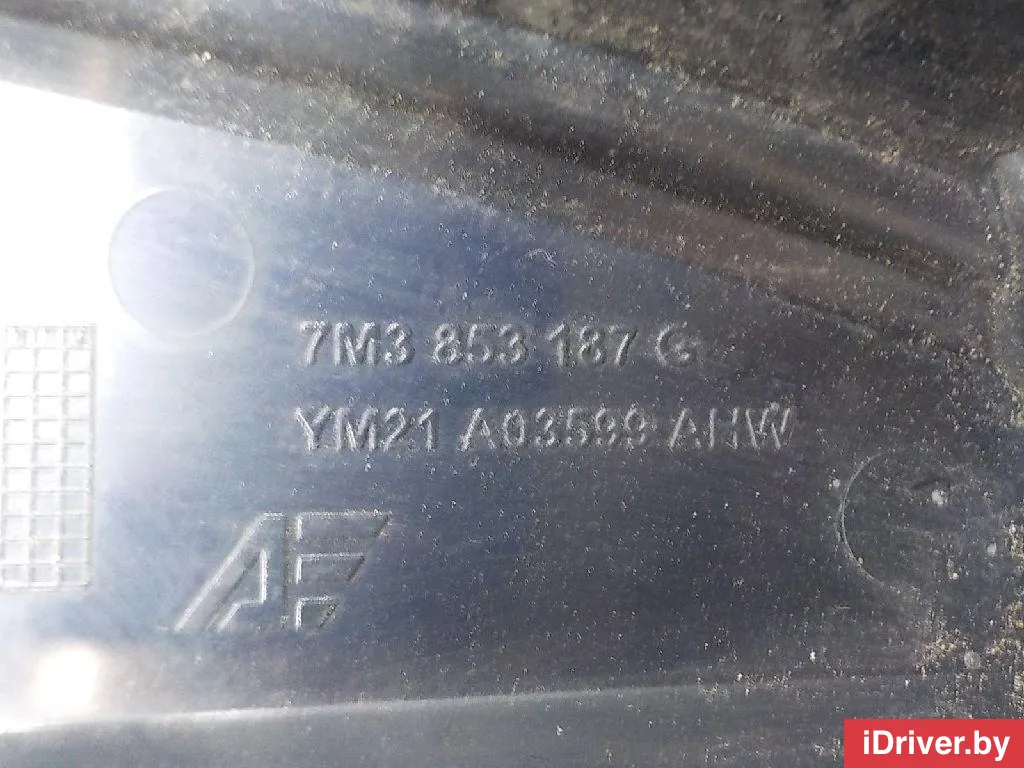 7M3 853 187 G
YM21 A03599 AHW
AF
iDriver.by